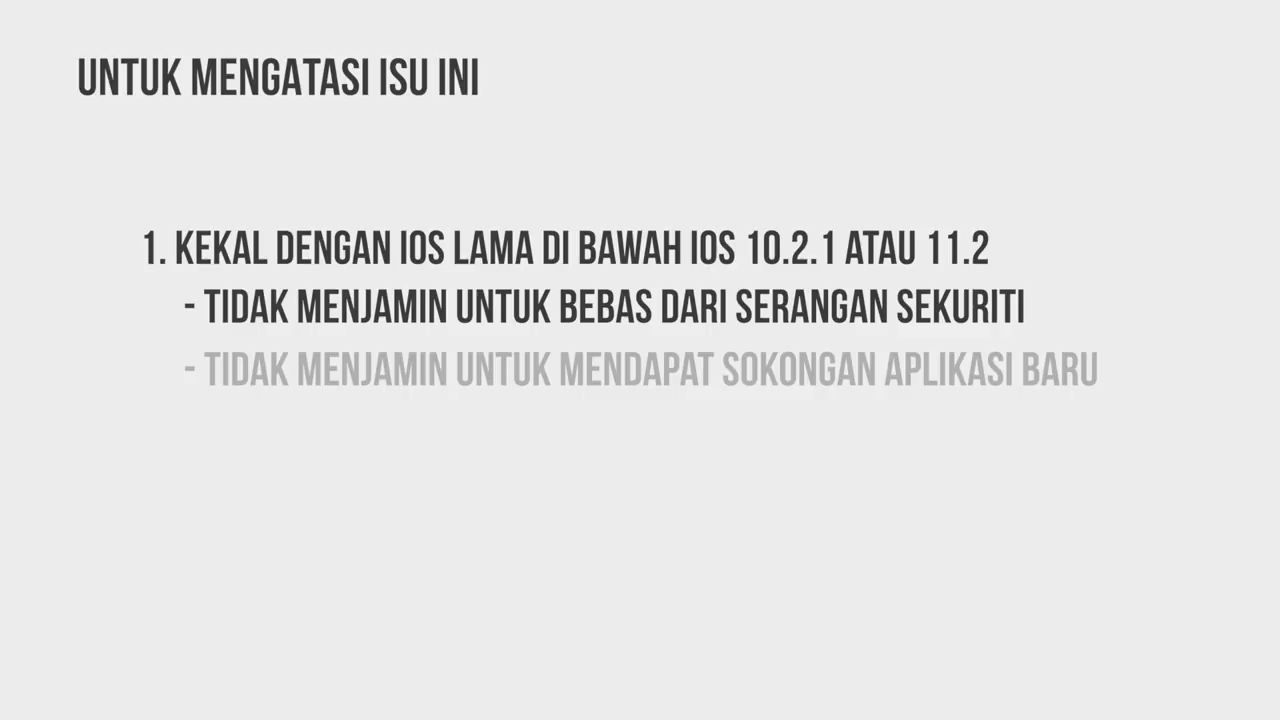 UNTUK MENGATASI ISU INI
1. KEKAL DENGAN IOS LAMA DI BAWAH IOS 10.2.1 ATAU 11.2
- TIDAK MENJAMIN UNTUK BEBAS DARI SERANGAN SEKURITI
- TIDAK MENJAMIN UNTUK MENDAPAT SOKONGAN APLIKASI BARU